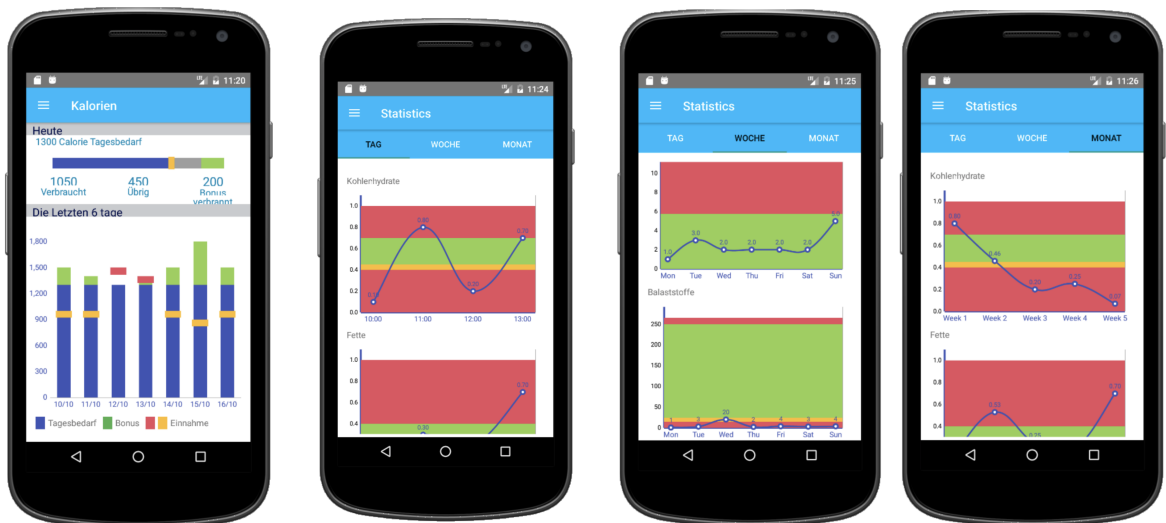 11:20
Kalorien
Heute
1300 Calorie Tagesbedarf
1050 450 200
Verbraucht Übrig Bonus
verbrannt
Die Letzten 6 tage
1,800
1,500
1,200
900
600
300
0
10/10 11/10 12/10 13/10 14/10 15/10 16/10
Tagesbedarf Bonus Einnahme
11:24
Statistics
TAG WOCHE MONAT
Kohlenhydrate
1.0
0.8
0.6
0.4
0.2
0.0
0.80
0.70
0.20
10:00 11:00 12:00 13:00
Fette
1.0
0.8
0.6
0.4
0.70
0.30
11:25
Statistics
TAG WOCHE MONAT
10
8
6
4
2
0
1.0 3.0 2.0 2.0 2.0 2.0 5.0
Mon Tue Wed Thu Fri Sat Sun
Balaststoffe
250
200
150
100
50
0
1 3 20 2 4 3 4
Mon Tue Wed Thu Fri Sat Sun
11:26
Statistics
TAG WOCHE MONAT
Kohlenhydrate
1.0
0.8
0.6
0.4
0.2
0.0
0.80
0.46
0.20
0.25
0.07
Week 1 Week 2 Week 3 Week 4 Week 5
Fette
1.0
0.8
0.6
0.4
0.53
0.25
0.70